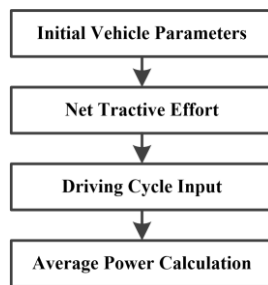 Initial Vehicle Parameters
Net Tractive Effort
Driving Cycle Input
Average Power Calculation